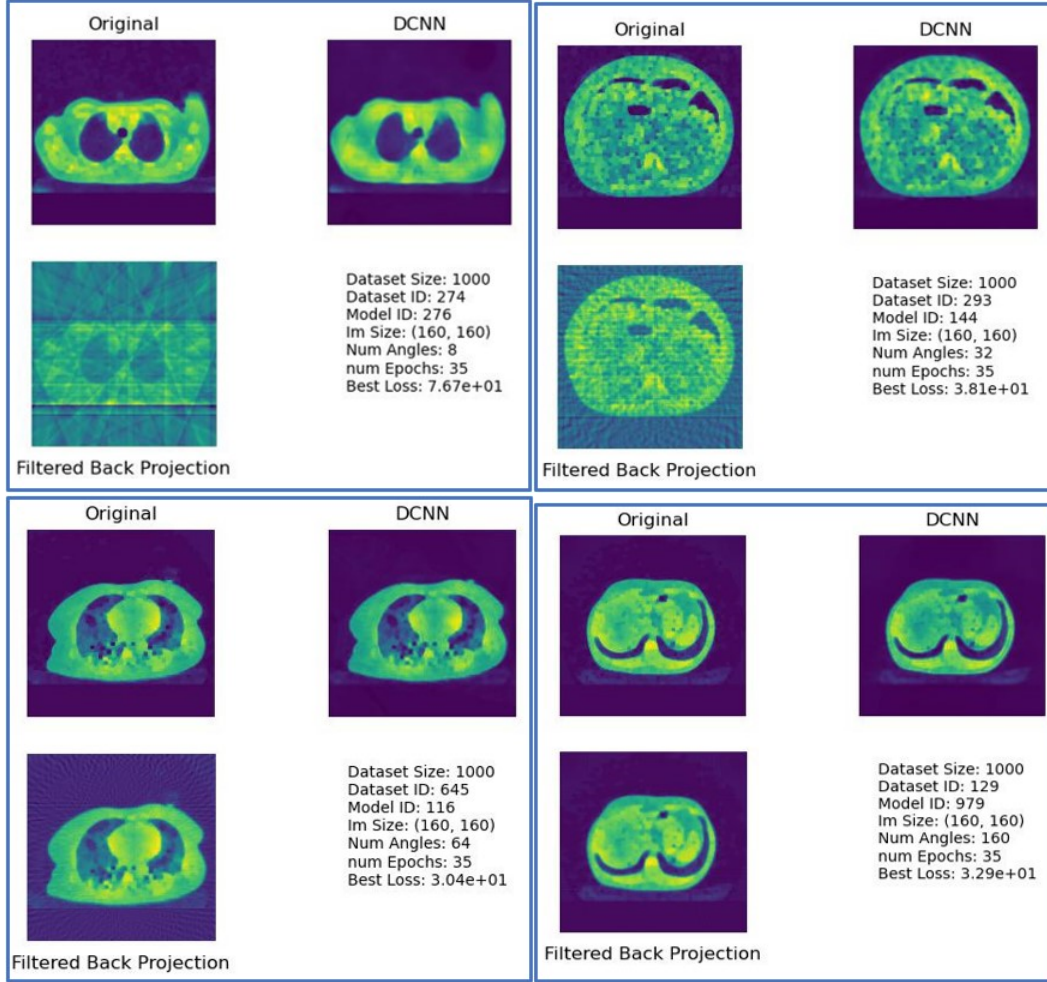 Original
DCNN
Dataset Size: 1000
Dataset ID: 274
Model ID: 276
Im Size: (160, 160)
Num Angles: 8
num Epochs: 35
Best Loss: 7.67e+01
Filtered Back Projection
Original
DCNN
Dataset Size: 1000
Dataset ID: 293
Model ID: 144
Im Size: (160, 160)
Num Angles: 32
num Epochs: 35
Best Loss: 3.81e+01
Filtered Back Projection
Original
DCNN
Dataset Size: 1000
Dataset ID: 645
Model ID: 116
Im Size: (160, 160)
Num Angles: 64
num Epochs: 35
Best Loss: 3.04e+01
Filtered Back Projection
Original
DCNN
Dataset Size: 1000
Dataset ID: 129
Model ID: 979
Im Size: (160, 160)
Num Angles: 160
num Epochs: 35
Best Loss: 3.29e+01
Filtered Back Projection